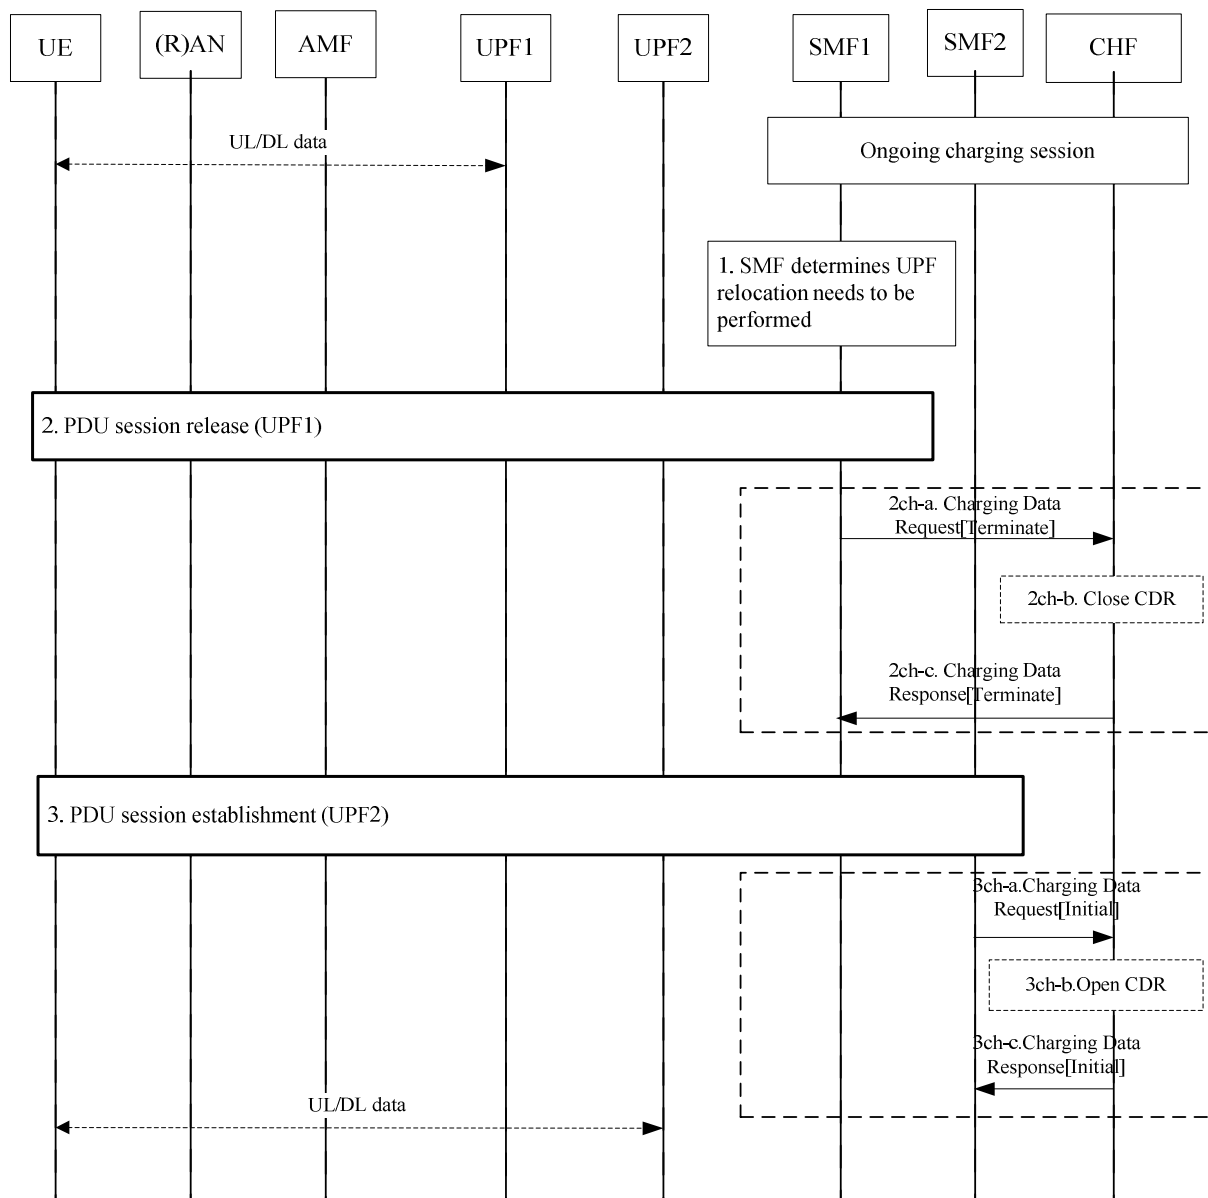 UE
(R)AN
AMF
UPF1
UPF2
SMF1
SMF2
CHF
UL/DL data
Ongoing charging session
1. SMF determines UPF
relocation needs to be
performed
2. PDU session release (UPF1)
2ch-a. Charging Data
Request[Terminate]
2ch-b. Close CDR
2ch-c. Charging Data
Response[Terminate]
3. PDU session establishment (UPF2)
3ch-a.Charging Data
Request[Initial]
3ch-b.Open CDR
3ch-c.Charging Data
Response[Initial]
UL/DL data